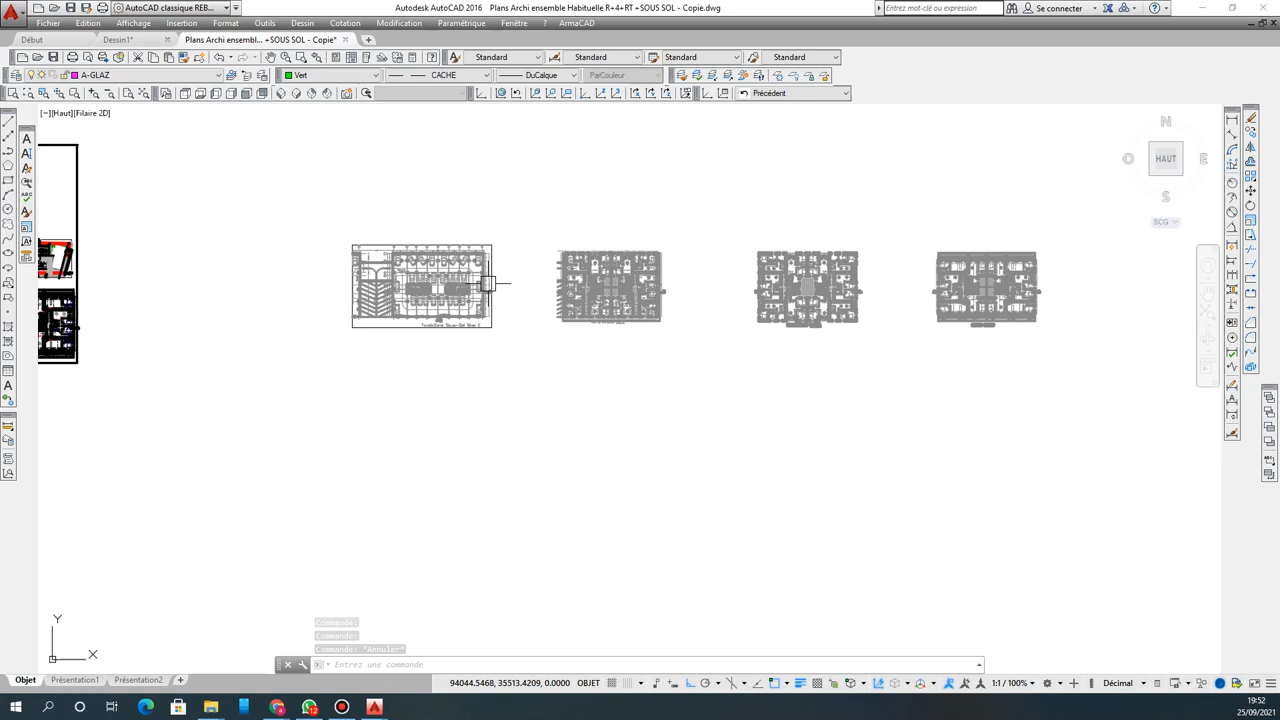 AutoCAD classique REB...
Autodesk AutoCAD 2016 Plans Archi ensemble Habituelle R+4+RT +SOUS SOL - Copie.dwg
Entrez mot-clé ou expression
Se connecter
Fichier Edition Affichage Insertion Format Outils Dessin Cotation Modification Paramétrique Fenêtre ? ArmaCAD
Début Dessin1* Plans Archi ensembl... +SOUS SOL - Copie*
Standard Standard Standard Standard
A-GLAZ Vert CACHE DuCalque ParCouleur
Précédent
[−][Haut][Filaire 2D]
N
O HAUT E
S
SCG
Y
X
Commande:
Commande:
Commande: *Annuler*
Entrez une commande
Objet Présentation1 Présentation2
94044.5468, 35513.4209, 0.0000 OBJET 1:1 / 100% Décimal
12
19:52
25/09/2021